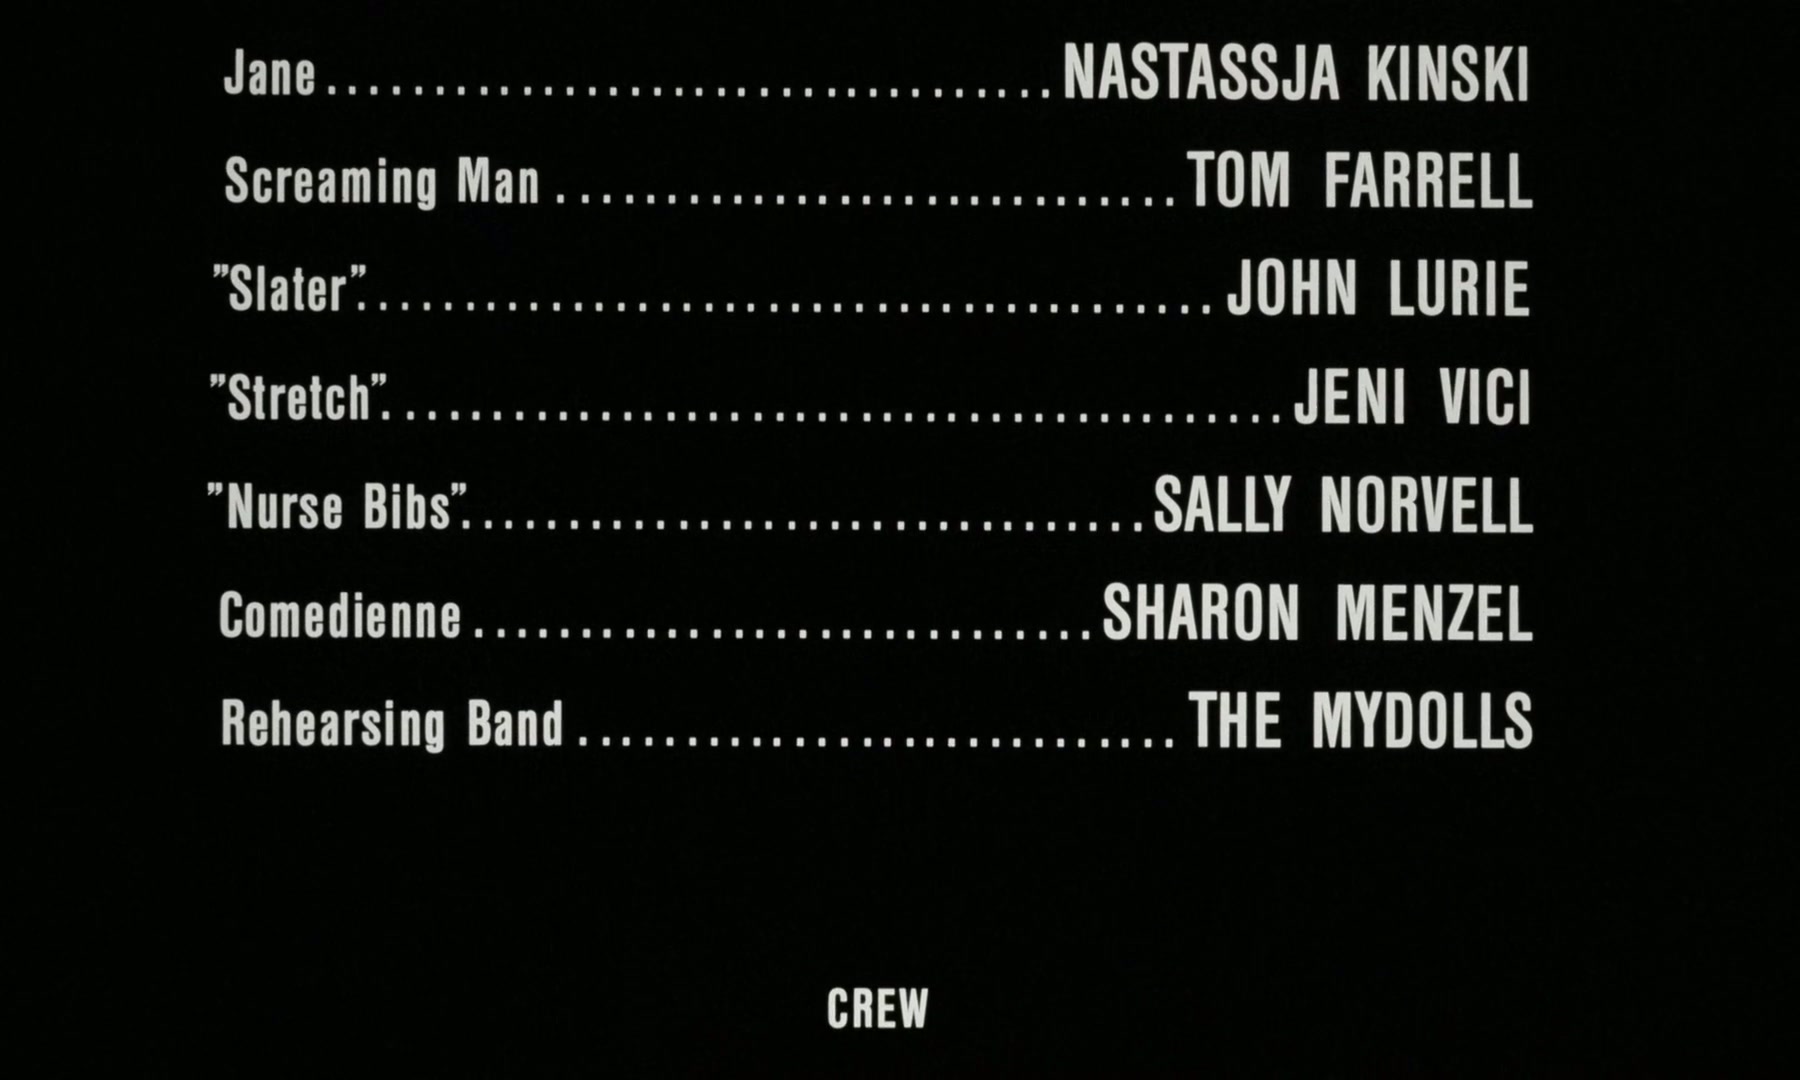 Jane..................................NASTASSJA KINSKI
Screaming Man..............................TOM FARRELL
”Slater”.........................................JOHN LURIE
”Stretch”...........................................JENI VICI
”Nurse Bibs”.................................SALLY NORVELL
Comedienne..............................SHARON MENZEL
Rehearsing Band.............................THE MYDOLLS
CREW